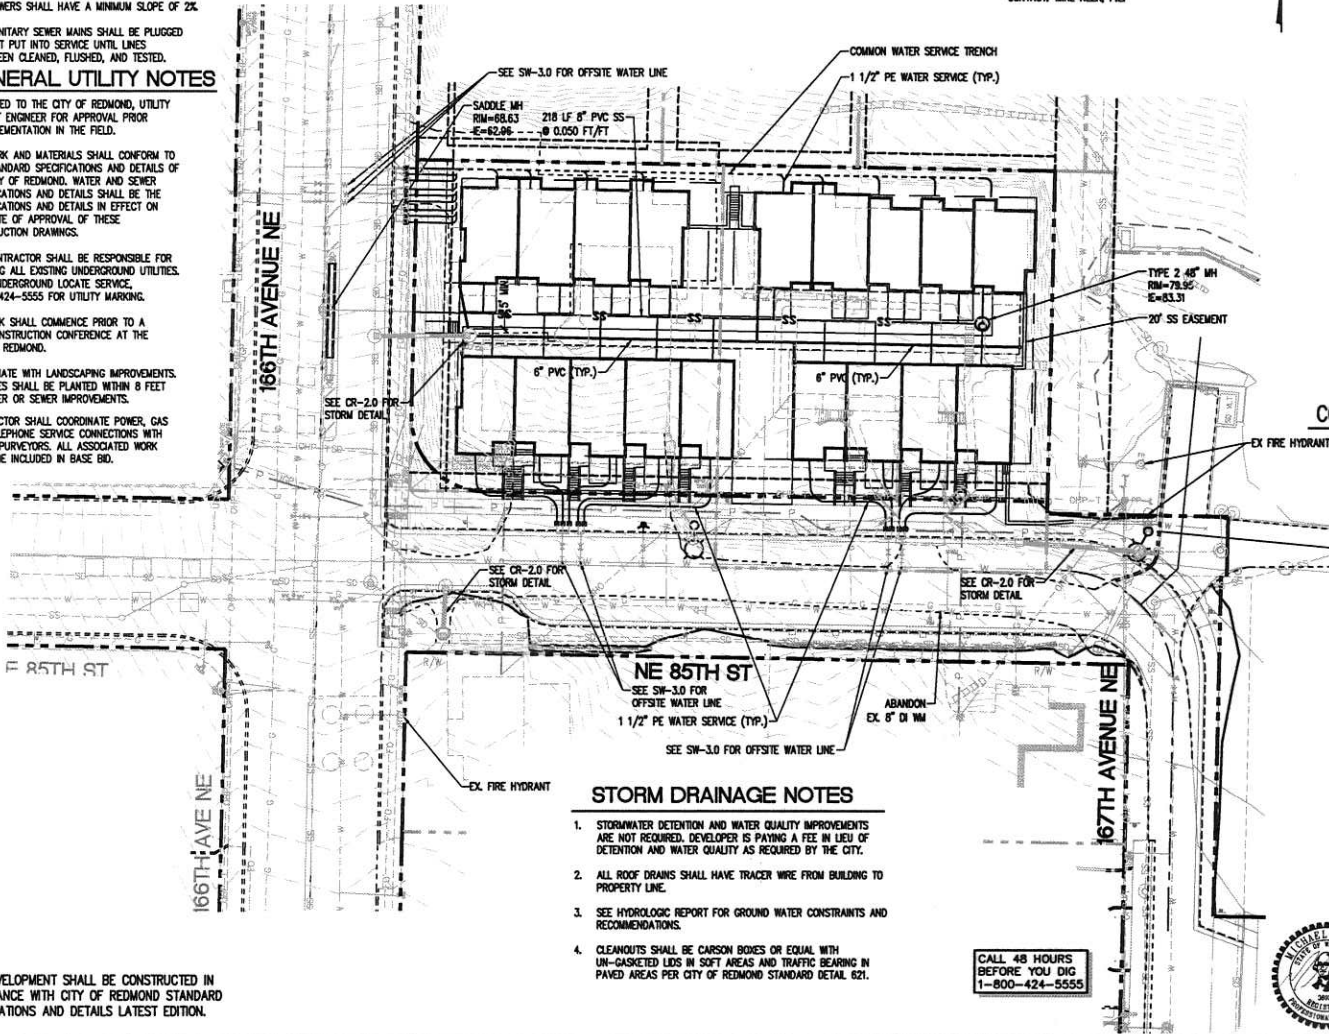 WERS SHALL HAVE A MINIMUM SLOPE OF 2%
NITARY SEWER MAINS SHALL BE PLUGGED
T PUT INTO SERVICE UNTIL LINES
EEN CLEANED, FLUSHED, AND TESTED.
NERAL UTILITY NOTES
ED TO THE CITY OF REDMOND, UTILITY
T ENGINEER FOR APPROVAL PRIOR
EMENTATION IN THE FIELD.
RK AND MATERIALS SHALL CONFORM TO
ANDARD SPECIFICATIONS AND DETAILS OF
Y OF REDMOND. WATER AND SEWER
CATIONS AND DETAILS SHALL BE THE
CATIONS AND DETAILS IN EFFECT ON
TE OF APPROVAL OF THESE
UCTION DRAWINGS.
NTRACTOR SHALL BE RESPONSIBLE FOR
G ALL EXISTING UNDERGROUND UTILITIES.
NDERGROUND LOCATE SERVICE,
424-5555 FOR UTILITY MARKING.
K SHALL COMMENCE PRIOR TO A
NSTRUCTION CONFERENCE AT THE
REDMOND.
ATE WITH LANDSCAPING IMPROVEMENTS.
ES SHALL BE PLANTED WITHIN 8 FEET
ER OR SEWER IMPROVEMENTS.
CTOR SHALL COORDINATE POWER, GAS
LEPHONE SERVICE CONNECTIONS WITH
PURVEYORS. ALL ASSOCIATED WORK
E INCLUDED IN BASE BID.
SEE SW-3.0 FOR OFFSITE WATER LINE
SADDLE MH
RIM=68.63
IE=62.96
218 LF 8" PVC SS
@ 0.050 FT/FT
COMMON WATER SERVICE TRENCH
1 1/2" PE WATER SERVICE (TYP.)
166TH AVENUE NE
TYPE 2 48" MH
RIM=79.95
IE=83.31
20' SS EASEMENT
SS
SS
SS
SS
6" PVC (TYP.)
6" PVC (TYP.)
SEE CR-2.0 FOR
STORM DETAIL
EX FIRE HYDRANT
SEE CR-2.0 FOR
STORM DETAIL
SEE CR-2.0 FOR
STORM DETAIL
E 85TH ST
NE 85TH ST
R/W
R/W
SEE SW-3.0 FOR
OFFSITE WATER LINE
1 1/2" PE WATER SERVICE (TYP.)
ABANDON
EX. 8" DI WM
SEE SW-3.0 FOR OFFSITE WATER LINE
EX. FIRE HYDRANT
166TH AVE NE
167TH AVENUE NE
STORM DRAINAGE NOTES
1. STORMWATER DETENTION AND WATER QUALITY IMPROVEMENTS
ARE NOT REQUIRED. DEVELOPER IS PAYING A FEE IN LIEU OF
DETENTION AND WATER QUALITY AS REQUIRED BY THE CITY.
2. ALL ROOF DRAINS SHALL HAVE TRACER WIRE FROM BUILDING TO
PROPERTY LINE.
3. SEE HYDROLOGIC REPORT FOR GROUND WATER CONSTRAINTS AND
RECOMMENDATIONS.
4. CLEANOUTS SHALL BE CARSON BOXES OR EQUAL WITH
UN-GASKETED LIDS IN SOFT AREAS AND TRAFFIC BEARING IN
PAVED AREAS PER CITY OF REDMOND STANDARD DETAIL 621.
CALL 48 HOURS
BEFORE YOU DIG
1-800-424-5555
VELOPMENT SHALL BE CONSTRUCTED IN
ANCE WITH CITY OF REDMOND STANDARD
ATIONS AND DETAILS LATEST EDITION.
MICHAEL
STATE OF